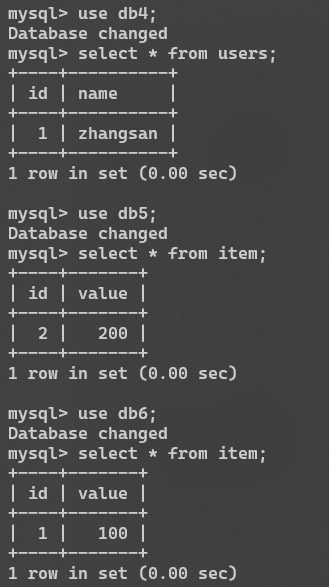 mysql> use db4;
Database changed
mysql> select * from users;
+----+----------+
| id | name     |
+----+----------+
|  1 | zhangsan |
+----+----------+
1 row in set (0.00 sec)

mysql> use db5;
Database changed
mysql> select * from item;
+----+-------+
| id | value |
+----+-------+
|  2 |   200 |
+----+-------+
1 row in set (0.00 sec)

mysql> use db6;
Database changed
mysql> select * from item;
+----+-------+
| id | value |
+----+-------+
|  1 |   100 |
+----+-------+
1 row in set (0.00 sec)